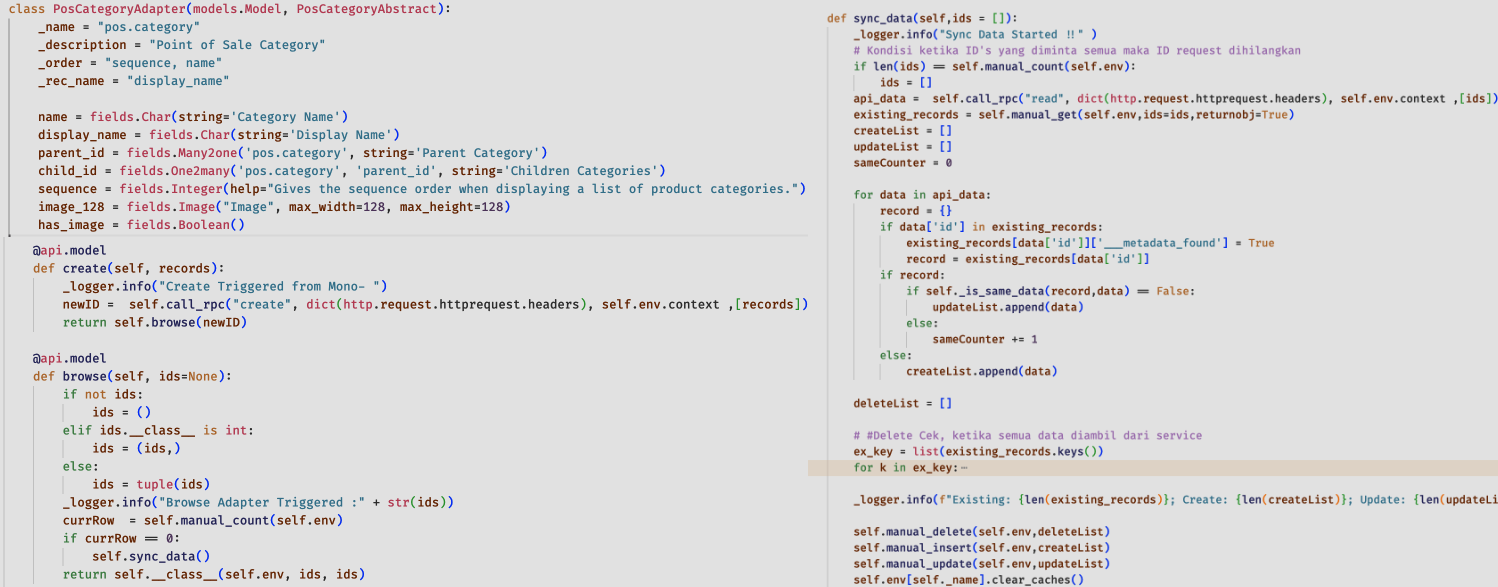 class PosCategoryAdapter(models.Model, PosCategoryAbstract):
    _name = "pos.category"
    _description = "Point of Sale Category"
    _order = "sequence, name"
    _rec_name = "display_name"

    name = fields.Char(string='Category Name')
    display_name = fields.Char(string='Display Name')
    parent_id = fields.Many2one('pos.category', string='Parent Category')
    child_id = fields.One2many('pos.category', 'parent_id', string='Children Categories')
    sequence = fields.Integer(help="Gives the sequence order when displaying a list of product categories.")
    image_128 = fields.Image("Image", max_width=128, max_height=128)
    has_image = fields.Boolean()
    @api.model
    def create(self, records):
        _logger.info("Create Triggered from Mono- ")
        newID =  self.call_rpc("create", dict(http.request.httprequest.headers), self.env.context ,[records])
        return self.browse(newID)

    @api.model
    def browse(self, ids=None):
        if not ids:
            ids = ()
        elif ids.__class__ is int:
            ids = (ids,)
        else:
            ids = tuple(ids)
        _logger.info("Browse Adapter Triggered :" + str(ids))
        currRow  = self.manual_count(self.env)
        if currRow == 0:
            self.sync_data()
        return self.__class__(self.env, ids, ids)
def sync_data(self,ids = []):
    _logger.info("Sync Data Started !!" )
    # Kondisi ketika ID's yang diminta semua maka ID request dihilangkan
    if len(ids) == self.manual_count(self.env):
        ids = []
    api_data =  self.call_rpc("read", dict(http.request.httprequest.headers), self.env.context ,[ids])
    existing_records = self.manual_get(self.env,ids=ids,returnobj=True)
    createList = []
    updateList = []
    sameCounter = 0

    for data in api_data:
        record = {}
        if data['id'] in existing_records:
            existing_records[data['id']]['___metadata_found'] = True
            record = existing_records[data['id']]
        if record:
            if self._is_same_data(record,data) == False:
                updateList.append(data)
            else:
                sameCounter += 1
        else:
            createList.append(data)

    deleteList = []

    # #Delete Cek, ketika semua data diambil dari service
    ex_key = list(existing_records.keys())
    for k in ex_key:⋯

    _logger.info(f"Existing: {len(existing_records)}; Create: {len(createList)}; Update: {len(updateLi

    self.manual_delete(self.env,deleteList)
    self.manual_insert(self.env,createList)
    self.manual_update(self.env,updateList)
    self.env[self._name].clear_caches()